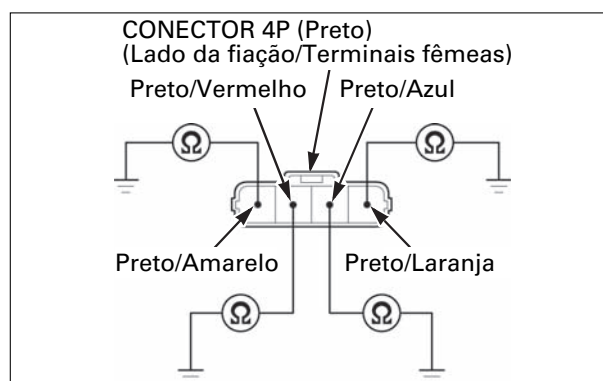 CONECTOR 4P (Preto)
(Lado da fiação/Terminais fêmeas)
Preto/Vermelho Preto/Azul
Ω Ω
Preto/Amarelo Preto/Laranja
Ω Ω